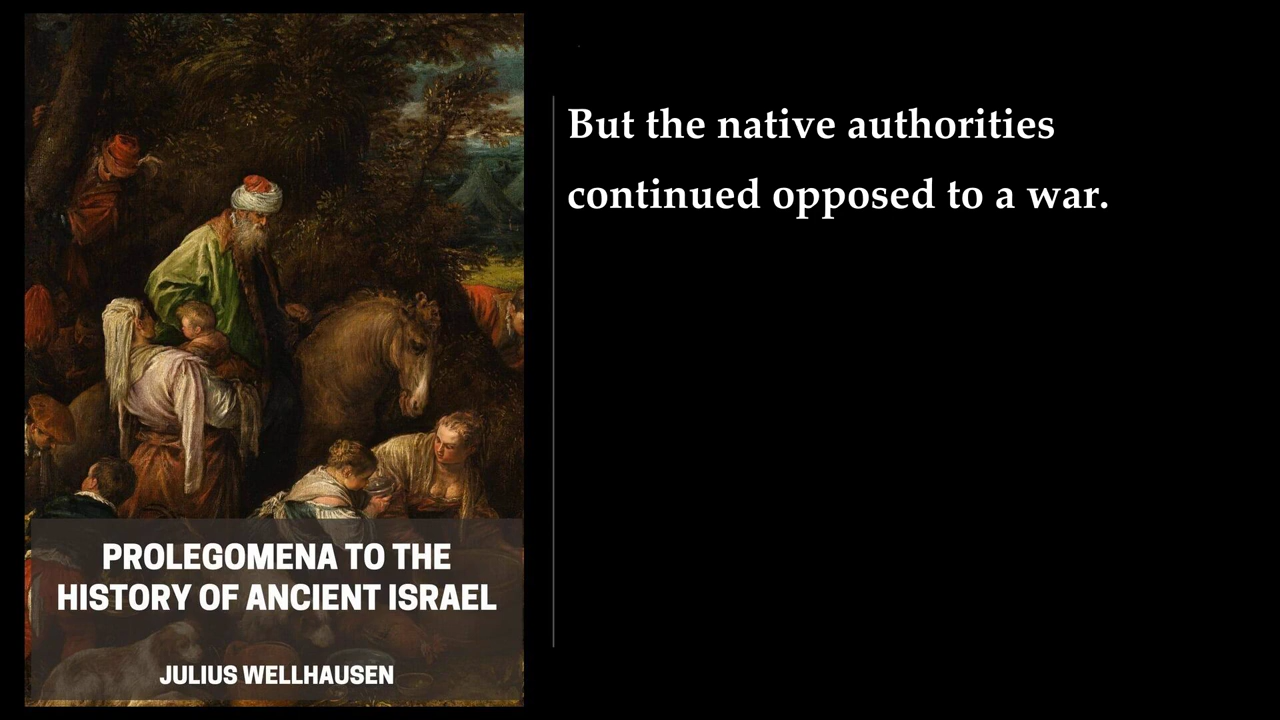 But the native authorities
continued opposed to a war.
PROLEGOMENA TO THE
HISTORY OF ANCIENT ISRAEL
JULIUS WELLHAUSEN